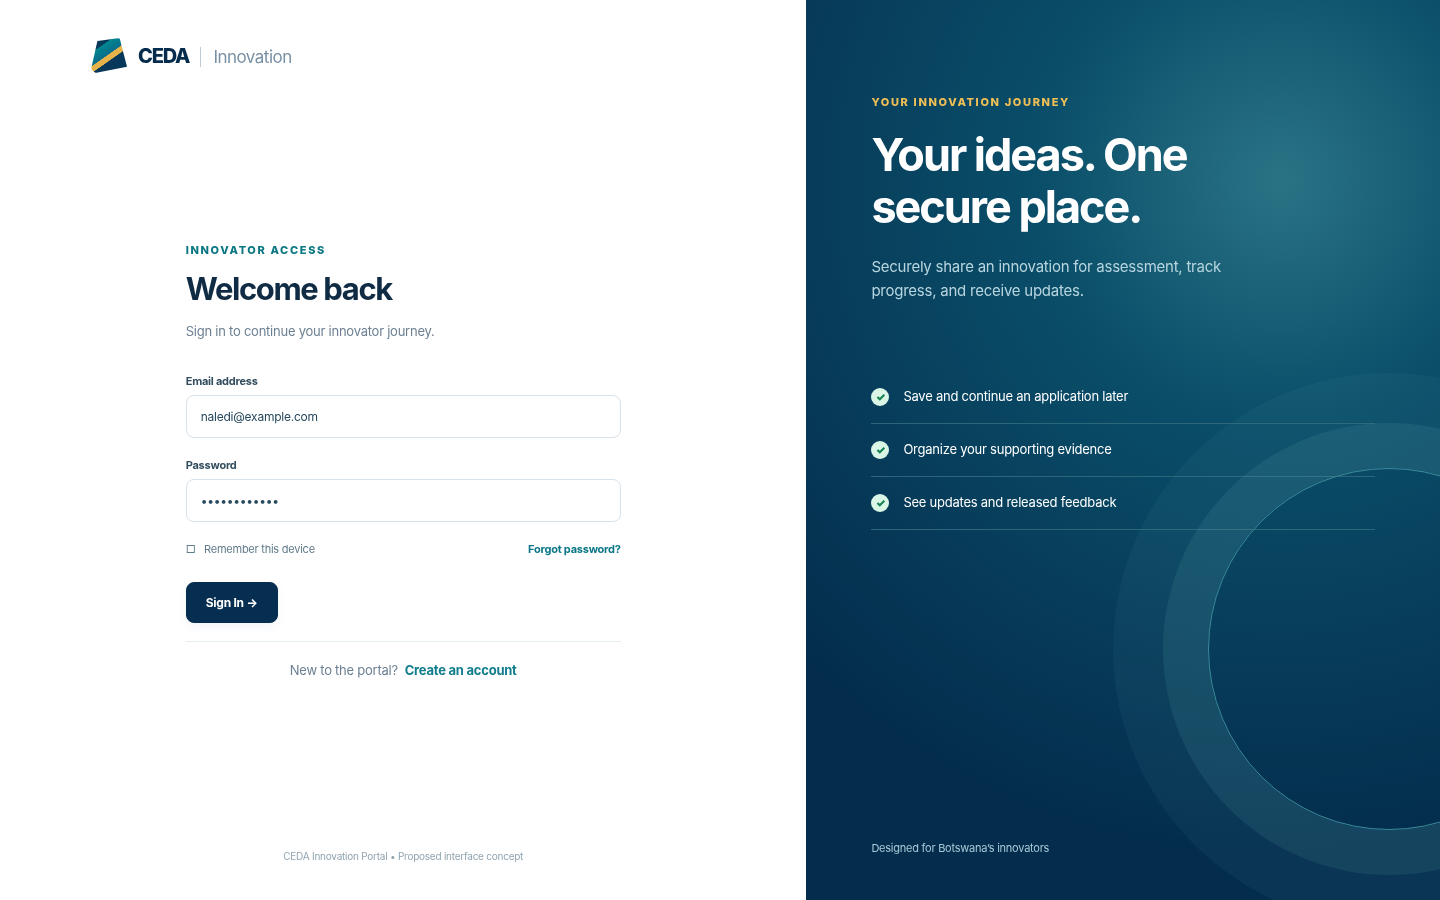 CEDA | Innovation
INNOVATOR ACCESS
Welcome back
Sign in to continue your innovator journey.
Email address
naledi@example.com
Password
••••••••••••
☐ Remember this device
Forgot password?
Sign In →
New to the portal? Create an account
CEDA Innovation Portal • Proposed interface concept
YOUR INNOVATION JOURNEY
Your ideas. One
secure place.
Securely share an innovation for assessment, track
progress, and receive updates.
Save and continue an application later
Organize your supporting evidence
See updates and released feedback
Designed for Botswana's innovators